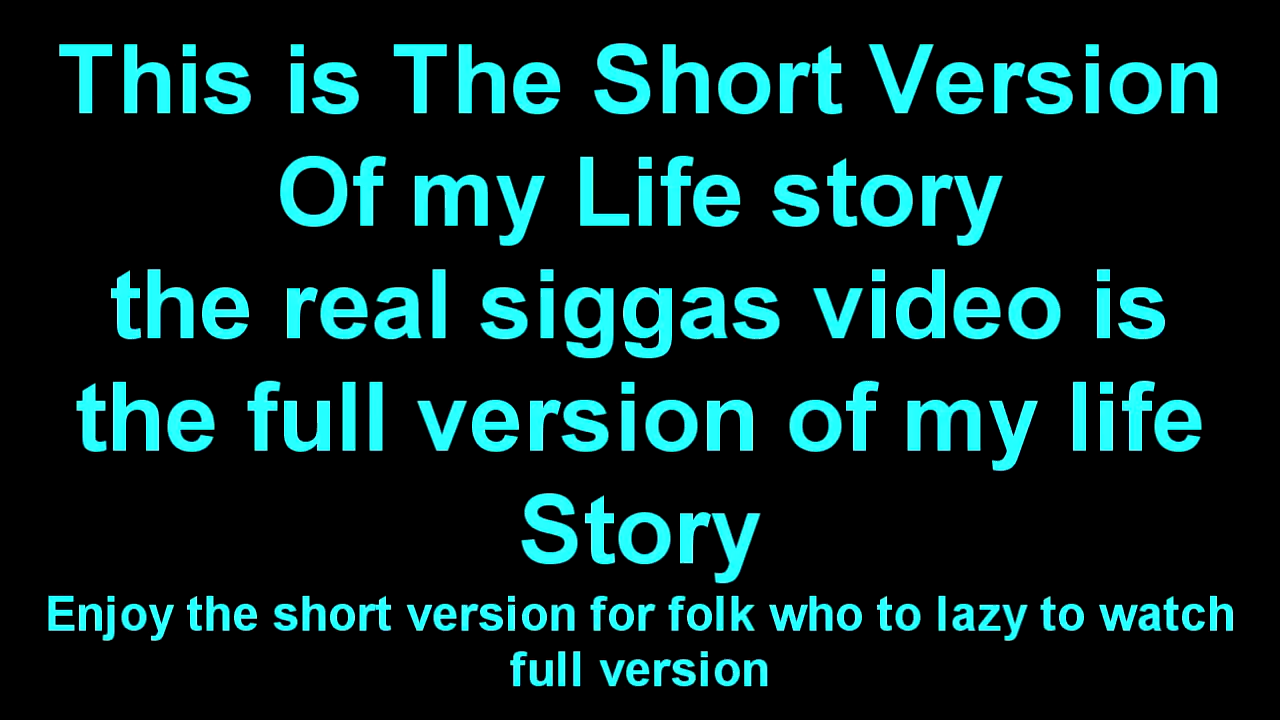 This is The Short Version
Of my Life story
the real siggas video is
the full version of my life
Story
Enjoy the short version for folk who to lazy to watch
full version